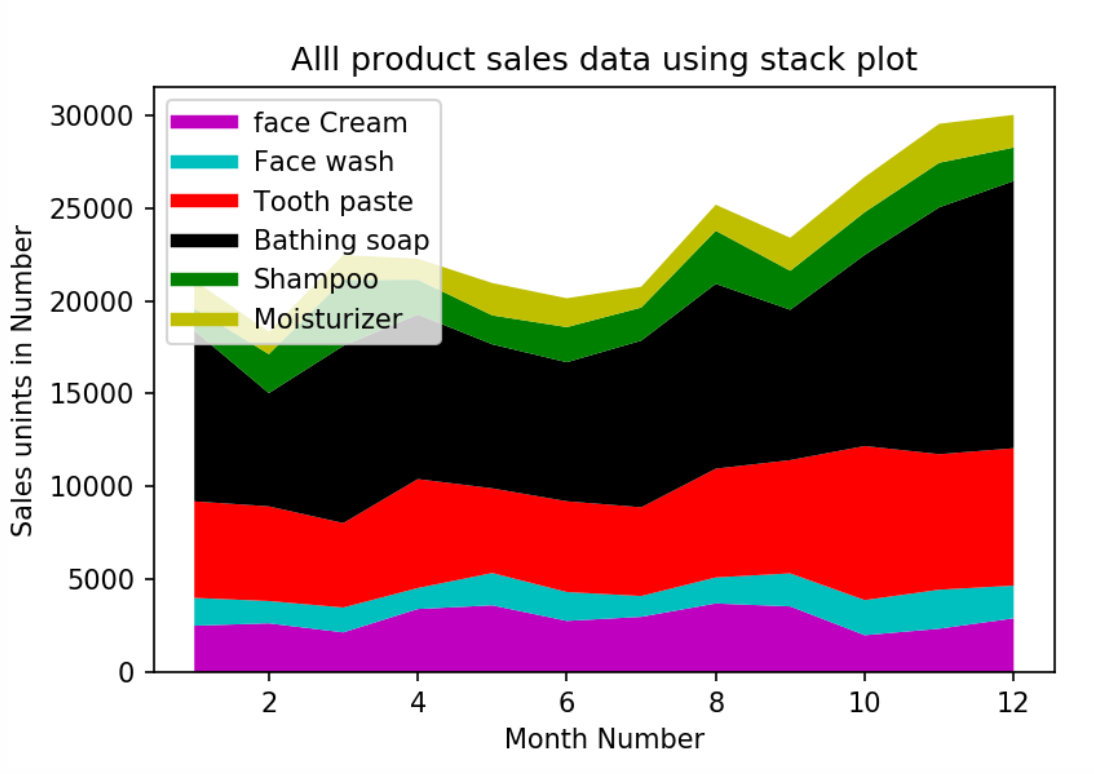 Alll product sales data using stack plot
face Cream
Face wash
Tooth paste
Bathing soap
Shampoo
Moisturizer
Sales unints in Number
30000
25000
20000
15000
10000
5000
0
2 4 6 8 10 12
Month Number